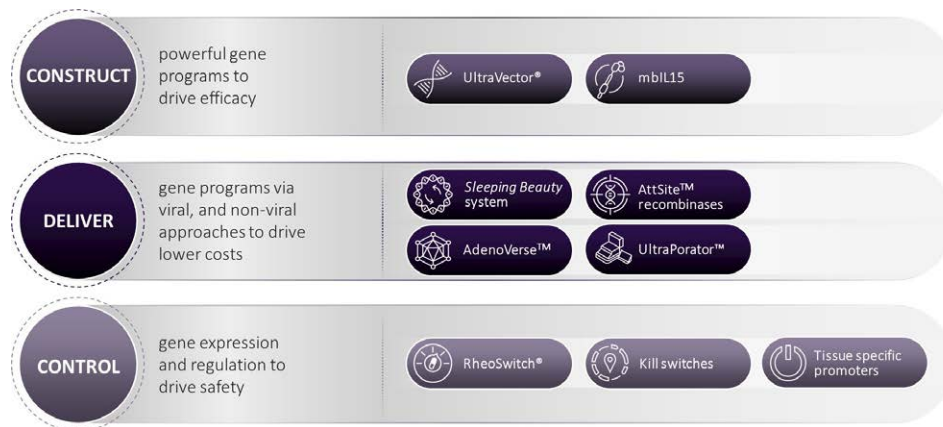 CONSTRUCT
powerful gene
programs to
drive efficacy
UltraVector®
mbIL15
DELIVER
gene programs via
viral, and non-viral
approaches to drive
lower costs
Sleeping Beauty
system
AttSite™
recombinases
AdenoVerse™
UltraPorator™
CONTROL
gene expression
and regulation to
drive safety
RheoSwitch®
Kill switches
Tissue specific
promoters